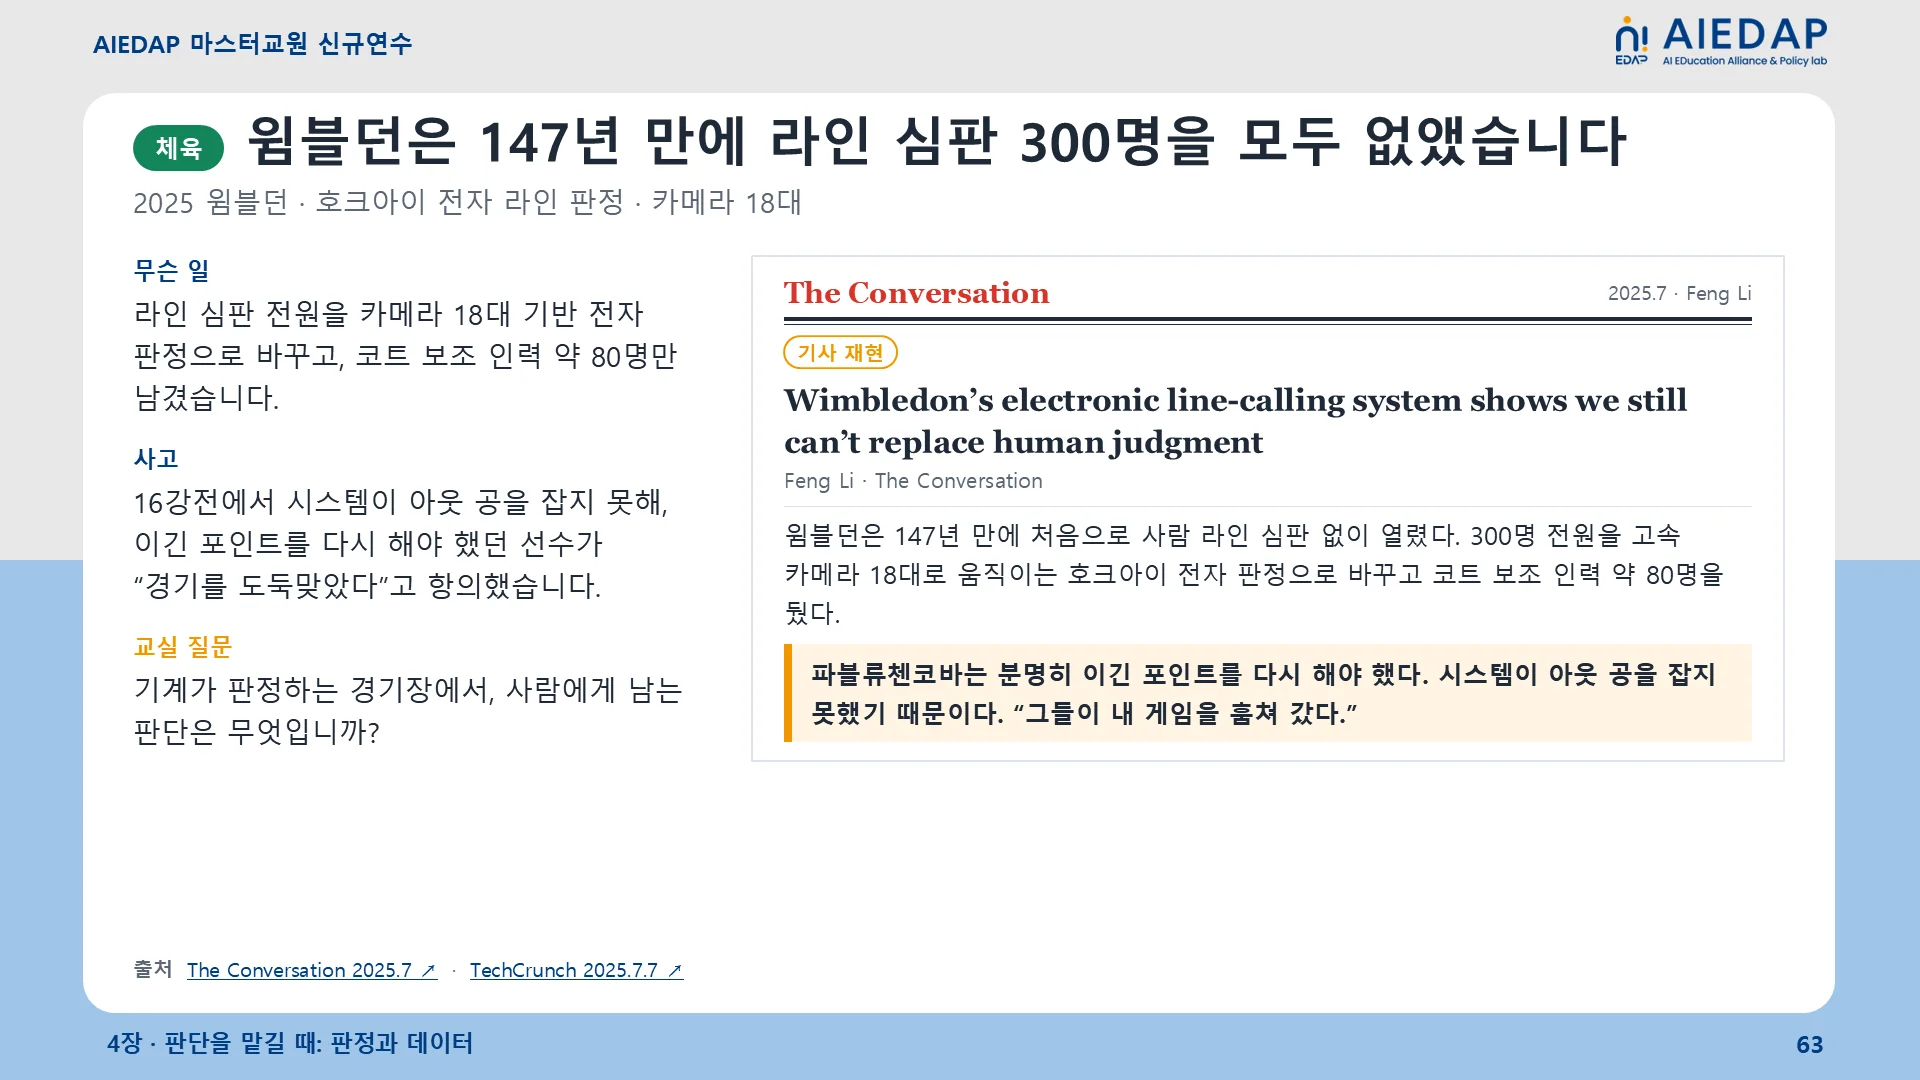 AIEDAP 마스터교원 신규연수
EDAP
AIEDAP
AI EDucation Alliance & Policy lab
체육
윔블던은 147년 만에 라인 심판 300명을 모두 없앴습니다
2025 윔블던 · 호크아이 전자 라인 판정 · 카메라 18대
무슨 일
라인 심판 전원을 카메라 18대 기반 전자
판정으로 바꾸고, 코트 보조 인력 약 80명만
남겼습니다.
사고
16강전에서 시스템이 아웃 공을 잡지 못해,
이긴 포인트를 다시 해야 했던 선수가
“경기를 도둑맞았다”고 항의했습니다.
교실 질문
기계가 판정하는 경기장에서, 사람에게 남는
판단은 무엇입니까?
The Conversation
2025.7 · Feng Li
기사 재현
Wimbledon’s electronic line-calling system shows we still
can’t replace human judgment
Feng Li · The Conversation
윔블던은 147년 만에 처음으로 사람 라인 심판 없이 열렸다. 300명 전원을 고속
카메라 18대로 움직이는 호크아이 전자 판정으로 바꾸고 코트 보조 인력 약 80명을
뒀다.
파블류첸코바는 분명히 이긴 포인트를 다시 해야 했다. 시스템이 아웃 공을 잡지
못했기 때문이다. “그들이 내 게임을 훔쳐 갔다.”
출처 The Conversation 2025.7 ↗ · TechCrunch 2025.7.7 ↗
4장 · 판단을 맡길 때: 판정과 데이터
63